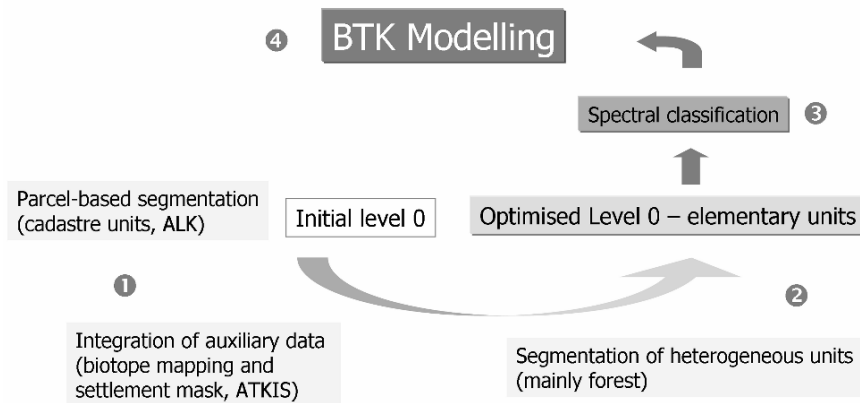 ❹ BTK Modelling
Spectral classification ❸
Parcel-based segmentation
(cadastre units, ALK)
Initial level 0
Optimised Level 0 – elementary units
❶
❷
Integration of auxiliary data
(biotope mapping and
settlement mask, ATKIS)
Segmentation of heterogeneous units
(mainly forest)